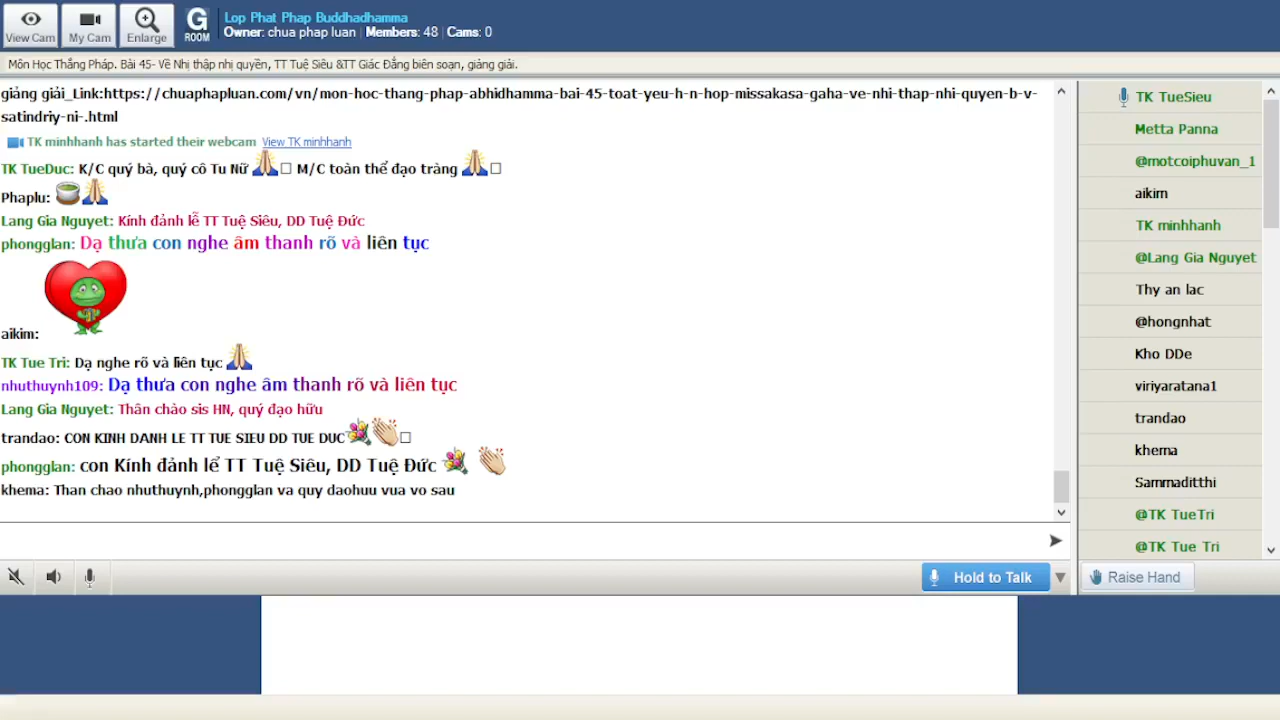 View Cam
My Cam
Enlarge
G
ROOM
Lop Phat Phap Buddhadhamma
Owner: chua phap luan | Members: 48 | Cams: 0
Môn Học Thắng Pháp. Bài 45- Về Nhị thập nhị quyền, TT Tuệ Siêu &TT Giác Đẳng biên soạn, giảng giải.
giảng giải_Link:https://chuaphapluan.com/vn/mon-hoc-thang-phap-abhidhamma-bai-45-toat-yeu-h-n-hop-missakasa-gaha-ve-nhi-thap-nhi-quyen-b-v-
satindriy-ni-.html
TK minhhanh has started their webcam View TK minhhanh
TK TueDuc: K/C quý bà, quý cô Tu Nữ M/C toàn thể đạo tràng
Phaplu:
Lang Gia Nguyet: Kính đảnh lễ TT Tuệ Siêu, DD Tuệ Đức
phongglan: Dạ thưa con nghe âm thanh rõ và liên tục
aikim:
TK Tue Tri: Dạ nghe rõ và liên tục
nhuthuynh109: Dạ thưa con nghe âm thanh rõ và liên tục
Lang Gia Nguyet: Thân chào sis HN, quý đạo hữu
trandao: CON KINH DANH LE TT TUE SIEU DD TUE DUC
phongglan: con Kính đảnh lể TT Tuệ Siêu, DD Tuệ Đức
khema: Than chao nhuthuynh,phongglan va quy daohuu vua vo sau
Hold to Talk
TK TueSieu
Metta Panna
@motcoiphuvan_1
aikim
TK minhhanh
@Lang Gia Nguyet
Thy an lac
@hongnhat
Kho DDe
viriyaratana1
trandao
khema
Sammaditthi
@TK TueTri
@TK Tue Tri
Raise Hand